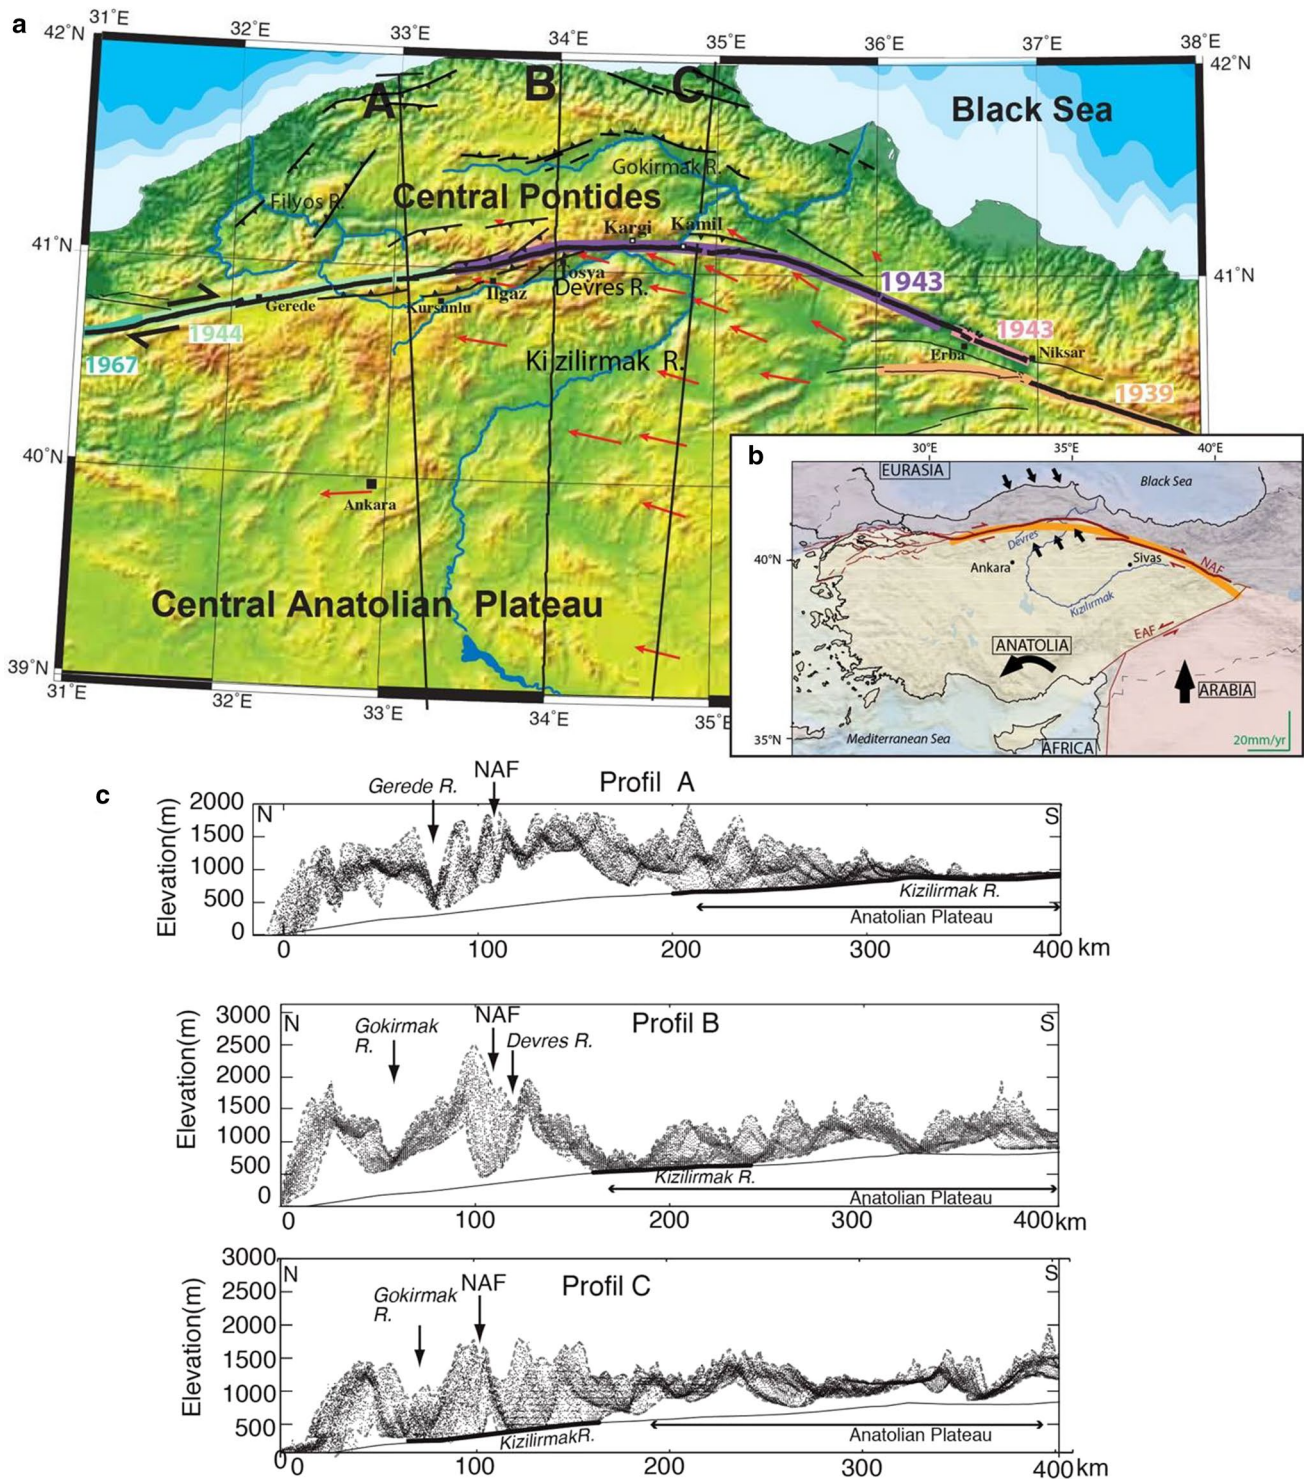 a
31°E
42°N
32°E
33°E
34°E
35°E
36°E
37°E
38°E
42°N
A
B
C
Black Sea
Gokirmak R.
Filyos R.
Central Pontides
Kargi
Kamil
41°N
41°N
Tosya
Devres R.
1943
Ilgaz
Gerede
Kursunlu
1944
1943
1967
Erba
Niksar
Kizilirmak R.
1939
40°N
Ankara
Central Anatolian Plateau
39°N
31°E
32°E
33°E
34°E
35°
b
30°E
35°E
40°E
EURASIA
Black Sea
40°N
Devres
Ankara
Sivas
NAF
Kizilirmak
EAF
ANATOLIA
ARABIA
35°N
Mediterranean Sea
AFRICA
20mm/yr
c
Gerede R.
NAF
Profil A
2000
N
S
1500
1000
500
0
Elevation(m)
Kizilirmak R.
Anatolian Plateau
0
100
200
300
400 km
3000
N
Gokirmak
R.
NAF
Devres R.
Profil B
S
2500
2000
1500
1000
500
0
Elevation(m)
Kizilirmak R.
Anatolian Plateau
0
100
200
300
400km
3000
N
Gokirmak
R.
NAF
Profil C
S
2500
2000
1500
1000
500
0
Elevation(m)
KizilirmakR.
Anatolian Plateau
0
100
200
300
400 km